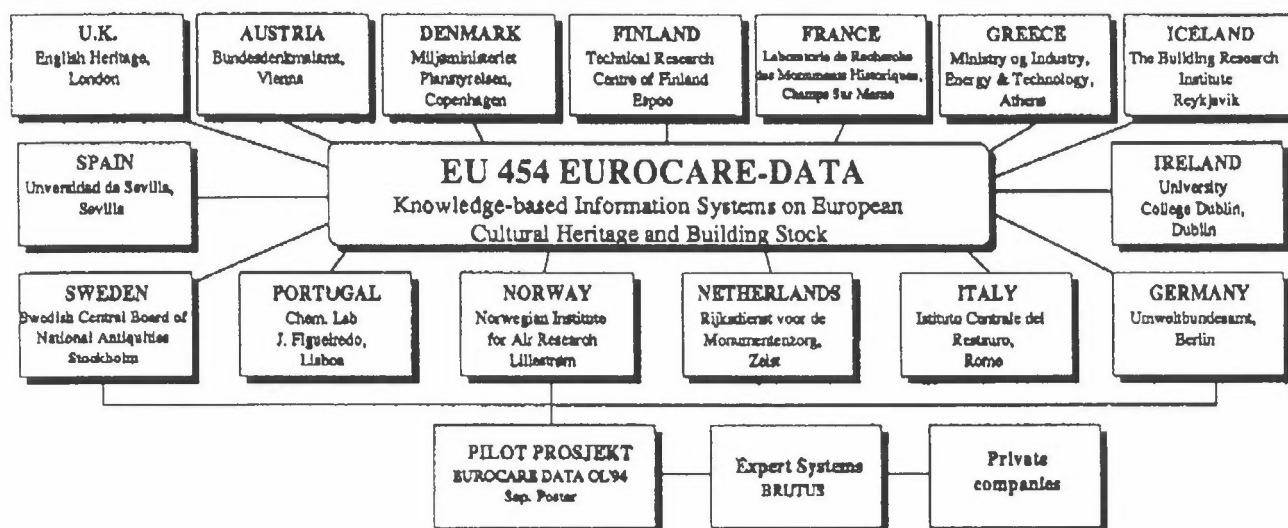 U.K.
English Heritage,
London
AUSTRIA
Bundesdenkmalamt,
Vienna
DENMARK
Miljøministeriet
Planstyrelsen,
Copenhagen
FINLAND
Technical Research
Centre of Finland
Espoo
FRANCE
Laboratoire de Recherche
des Monuments Historiques,
Champs Sur Marne
GREECE
Ministry og Industry,
Energy & Technology,
Athens
ICELAND
The Building Research
Institute
Reykjavik
SPAIN
Unversidad de Sevilla,
Sevilla
EU 454 EUROCARE-DATA
Knowledge-based Information Systems on European
Cultural Heritage and Building Stock
IRELAND
University
College Dublin,
Dublin
SWEDEN
Swedish Central Board of
National Antiquities
Stockholm
PORTUGAL
Chem. Lab
J. Figueiredo,
Lisboa
NORWAY
Norwegian Institute
for Air Research
Lillestrøm
NETHERLANDS
Rijksdienst voor de
Monumentenzorg,
Zeist
ITALY
Istituto Centrale del
Restauro,
Rome
GERMANY
Umweltbundesamt,
Berlin
PILOT PROSJEKT
EUROCARE DATA OL'94
Sep. Poster
Expert Systems
BRUTUS
Private
companies